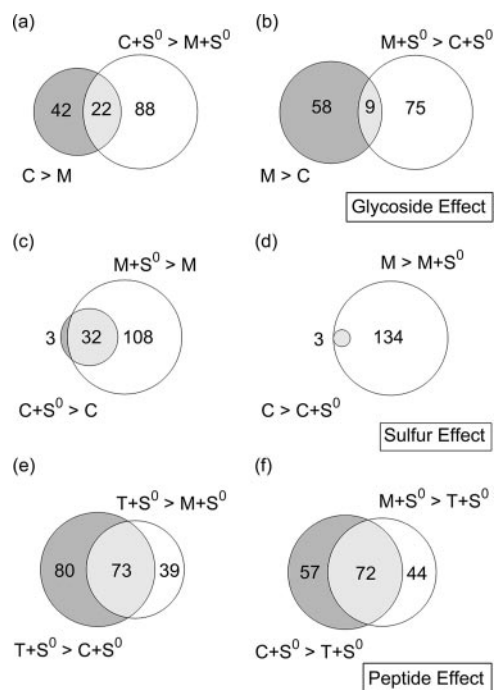 (a)
C+S⁰ > M+S⁰
42 22 88
C > M
(b)
M+S⁰ > C+S⁰
58 9 75
M > C
Glycoside Effect
(c)
M+S⁰ > M
3 32 108
C+S⁰ > C
(d)
M > M+S⁰
3 134
C > C+S⁰
Sulfur Effect
(e)
T+S⁰ > M+S⁰
80 73 39
T+S⁰ > C+S⁰
(f)
M+S⁰ > T+S⁰
57 72 44
C+S⁰ > T+S⁰
Peptide Effect